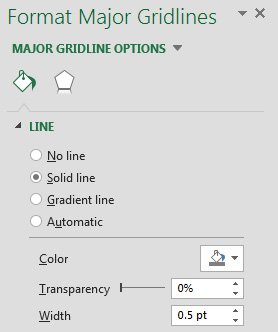 Format Major Gridlines
MAJOR GRIDLINE OPTIONS
LINE
No line
Solid line
Gradient line
Automatic
Color
Transparency 0%
Width 0.5 pt